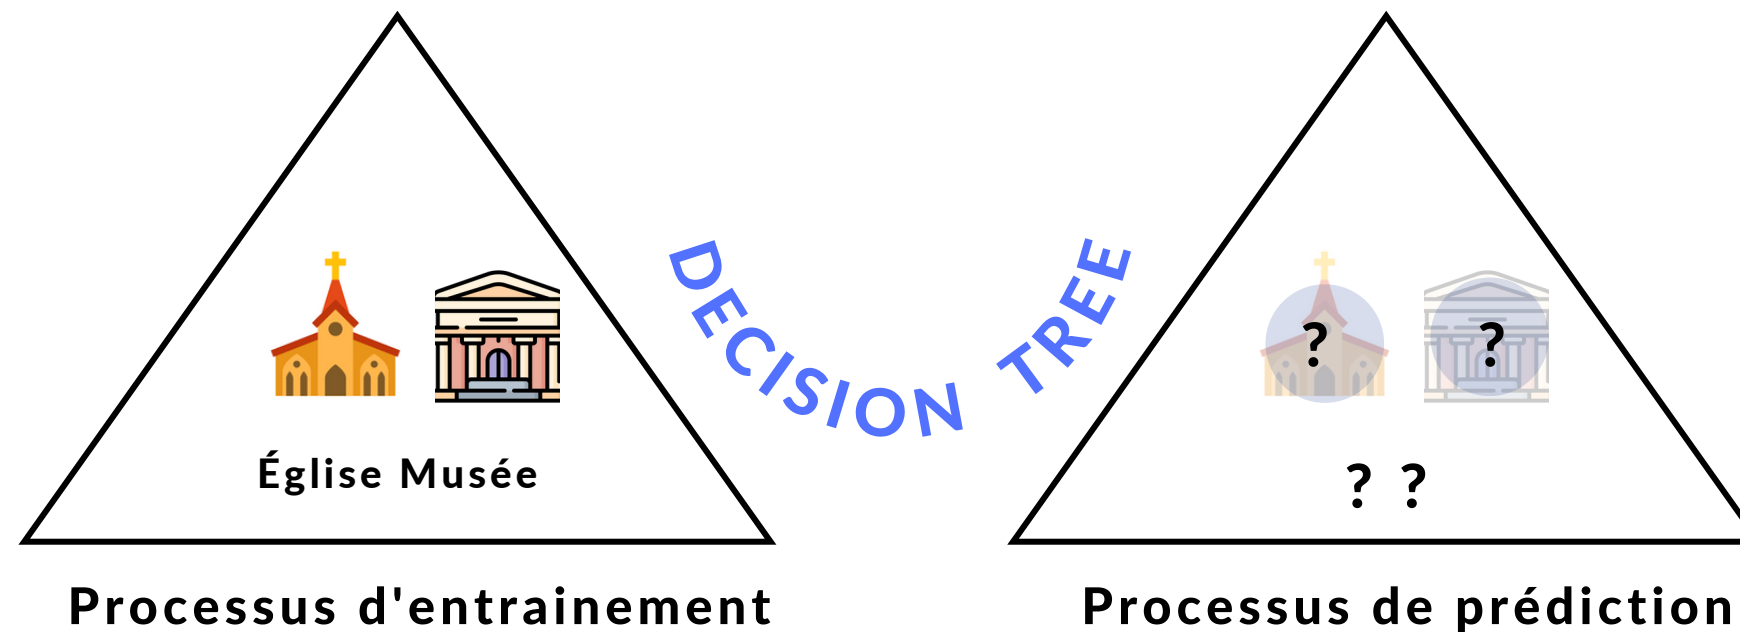 Église Musée
Processus d'entrainement
DECISION TREE
?
?
? ?
Processus de prédiction